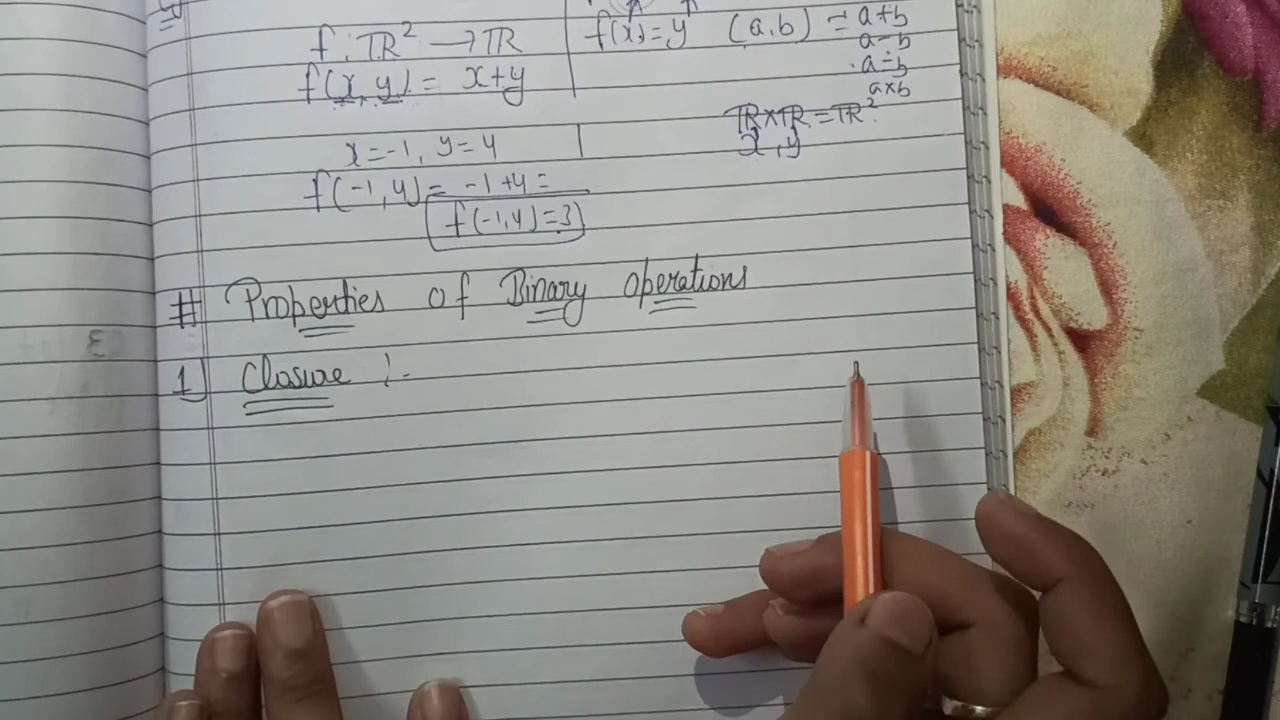 f: ℝ² → ℝ
f(x)=y (a,b) = a+b
a-b
a÷b
a×b
f(x, y) = x+y
ℝ×ℝ=ℝ²
x, y
x=-1, y=4
f(-1,4) = -1+4 =
f(-1,4)=3
# Properties of Binary operations
1) Closure :-